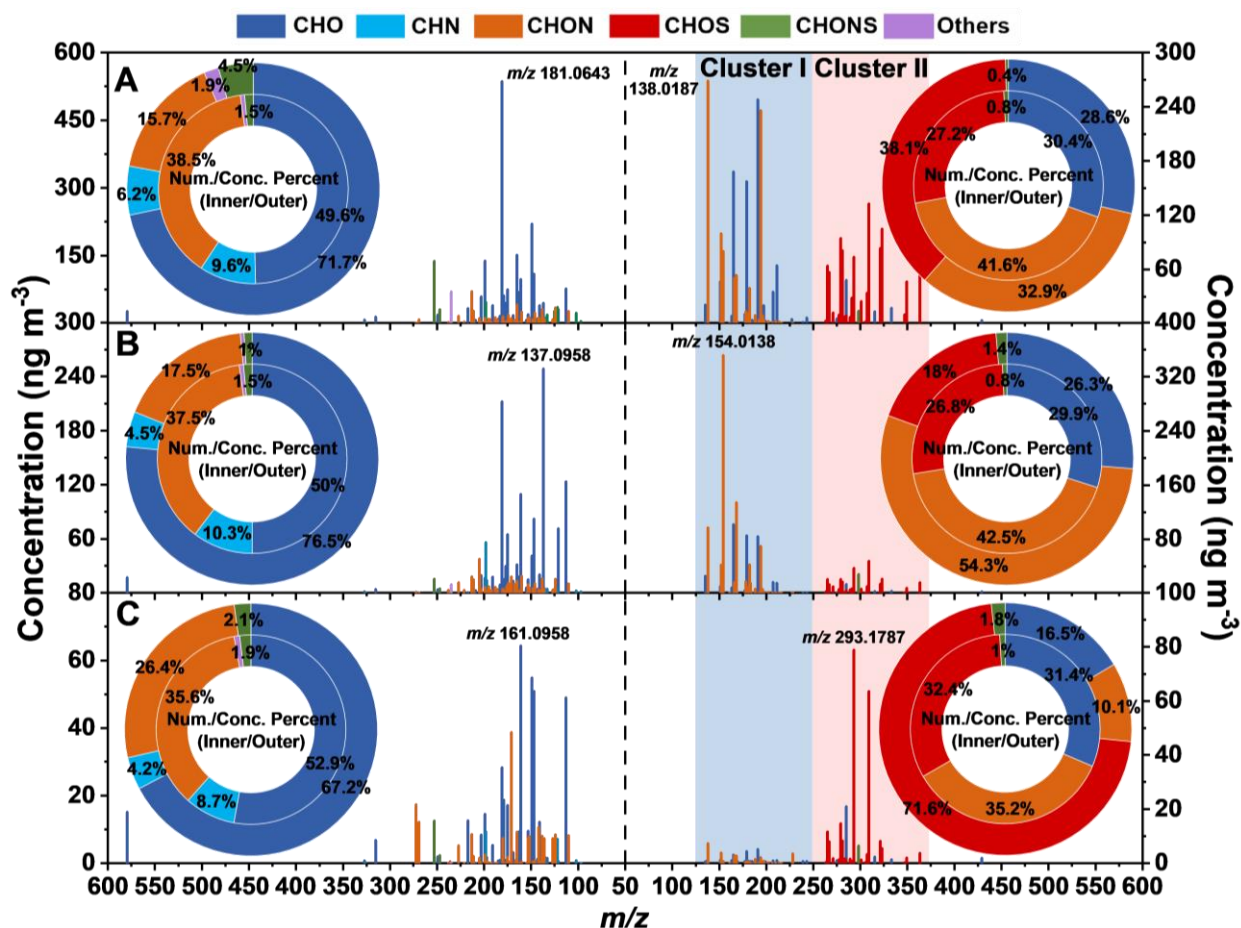 CHO CHN CHON CHOS CHONS Others
Concentration (ng m⁻³)
Concentration (ng m⁻³)
A
600
450
300
150
300
m/z 181.0643
m/z
138.0187
Cluster I
Cluster II
300
240
180
120
60
400
4.5%
1.9%
1.5%
15.7%
38.5%
6.2%
9.6%
49.6%
71.7%
Num./Conc. Percent
(Inner/Outer)
0.4%
0.8%
28.6%
30.4%
27.2%
38.1%
41.6%
32.9%
Num./Conc. Percent
(Inner/Outer)
B
240
180
120
60
80
m/z 137.0958
m/z 154.0138
320
240
160
80
100
1%
1.5%
17.5%
37.5%
4.5%
10.3%
50%
76.5%
Num./Conc. Percent
(Inner/Outer)
1.4%
0.8%
18%
26.8%
26.3%
29.9%
42.5%
54.3%
Num./Conc. Percent
(Inner/Outer)
C
60
40
20
0
m/z 161.0958
m/z 293.1787
80
60
40
20
0
2.1%
1.9%
26.4%
35.6%
4.2%
8.7%
52.9%
67.2%
Num./Conc. Percent
(Inner/Outer)
1.8%
1%
16.5%
31.4%
32.4%
10.1%
71.6%
35.2%
Num./Conc. Percent
(Inner/Outer)
600 550 500 450 400 350 300 250 200 150 100 50 100 150 200 250 300 350 400 450 500 550 600
m/z